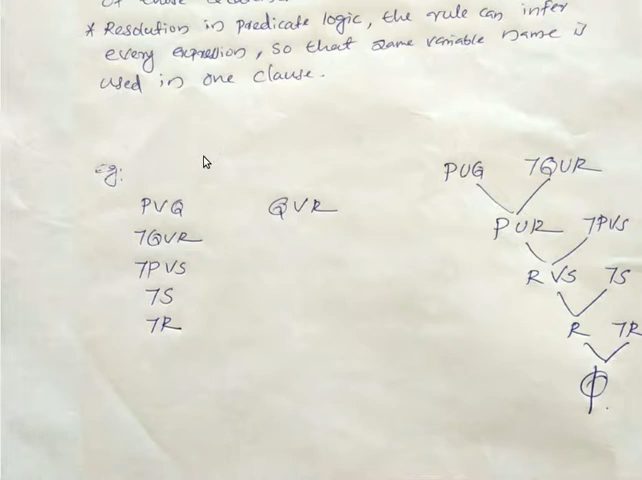 * Resolution in predicate logic, the rule can infer
every expression, so that same variable name is
used in one clause.
eg:
PVQ QVR
7QVR
7PVS
7S
7R
PUQ 7QUR
PUR 7PVS
R VS 7S
R 7R
ϕ.